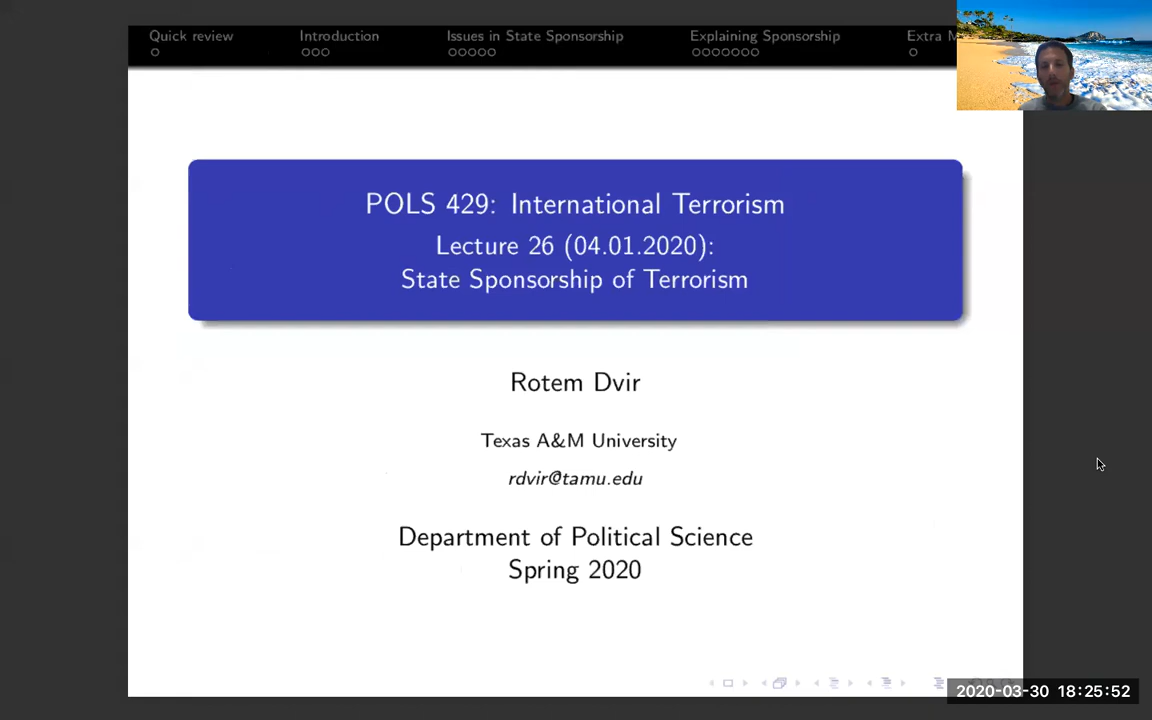 Quick review
Introduction
Issues in State Sponsorship
Explaining Sponsorship
Extra M
POLS 429: International Terrorism
Lecture 26 (04.01.2020):
State Sponsorship of Terrorism
Rotem Dvir
Texas A&M University
rdvir@tamu.edu
Department of Political Science
Spring 2020
2020-03-30 18:25:52